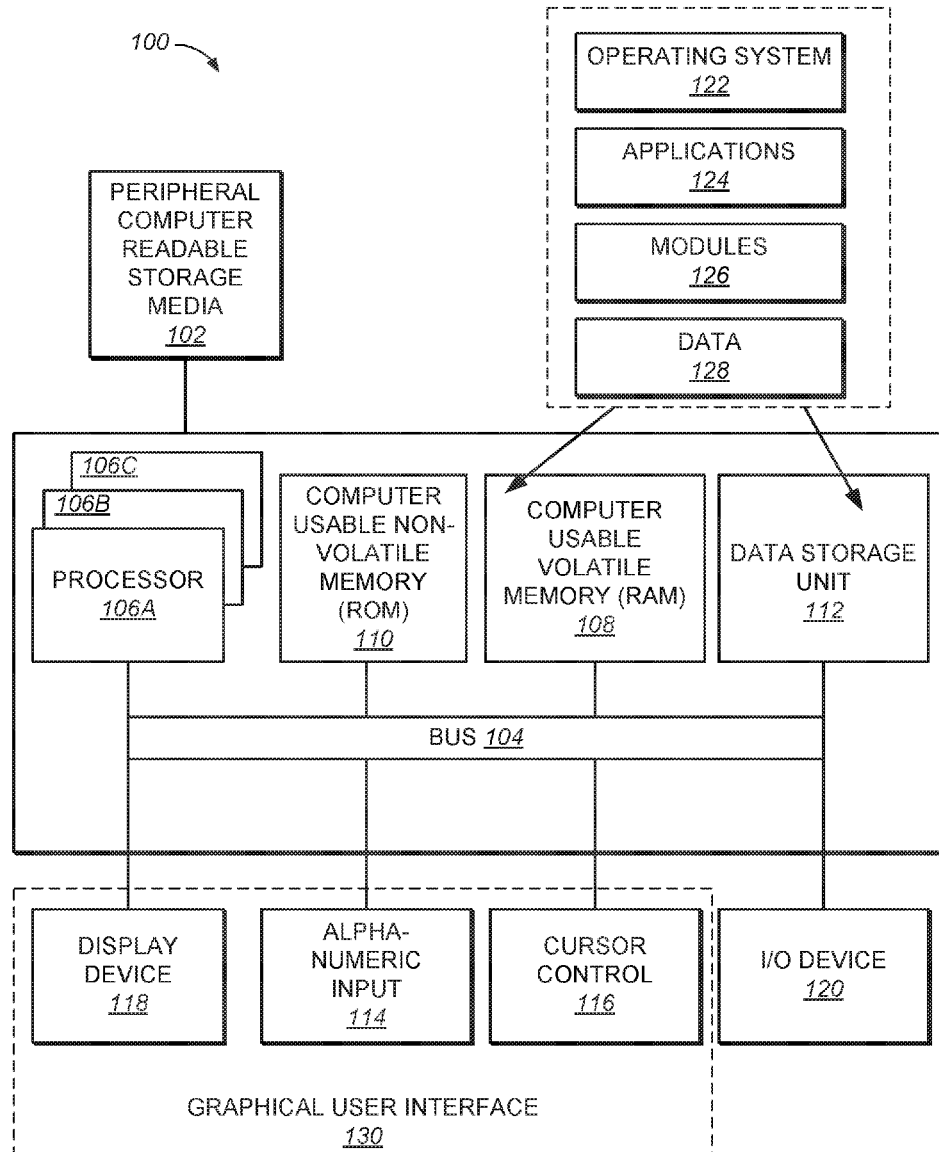 100
OPERATING SYSTEM
122
APPLICATIONS
124
MODULES
126
DATA
128
PERIPHERAL
COMPUTER
READABLE
STORAGE
MEDIA
102
106C
106B
PROCESSOR
106A
COMPUTER
USABLE NON-
VOLATILE
MEMORY
(ROM)
110
COMPUTER
USABLE
VOLATILE
MEMORY (RAM)
108
DATA STORAGE
UNIT
112
BUS 104
DISPLAY
DEVICE
118
ALPHA-
NUMERIC
INPUT
114
CURSOR
CONTROL
116
I/O DEVICE
120
GRAPHICAL USER INTERFACE
130